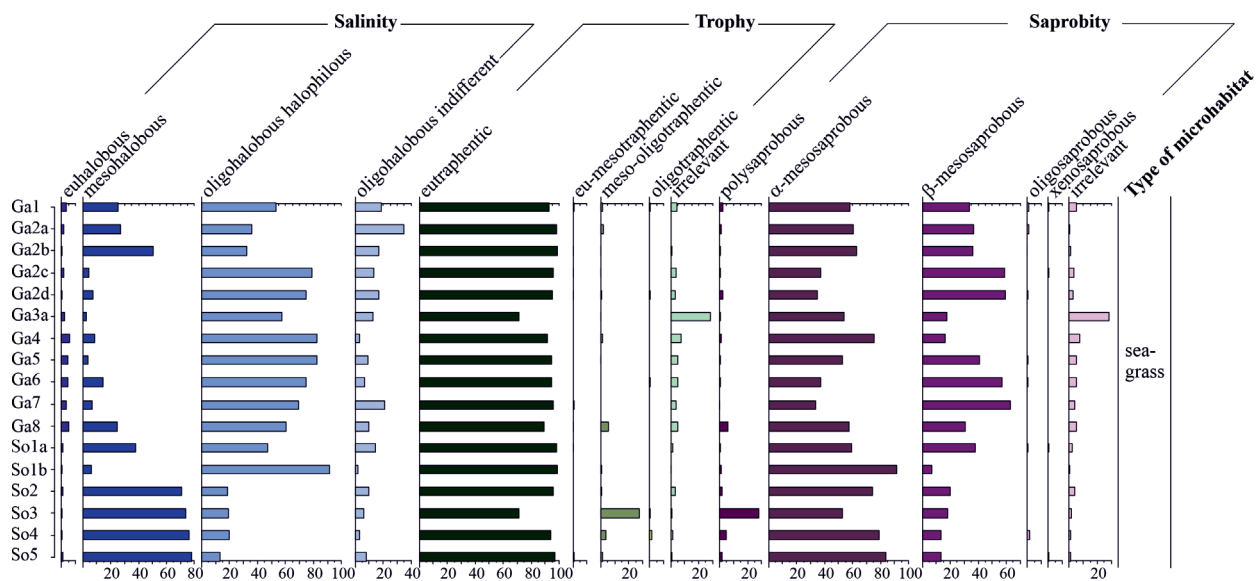 Salinity
Trophy
Saprobity
euhalobous
mesohalobous
oligohalobous halophilous
oligohalobous indifferent
eutraphentic
eu-mesotraphentic
meso-oligotraphentic
oligotraphentic
irrelevant
polysaprobous
α-mesosaprobous
β-mesosaprobous
oligosaprobous
xenosaprobous
irrelevant
Type of microhabitat
Ga1
Ga2a
Ga2b
Ga2c
Ga2d
Ga3a
Ga4
Ga5
Ga6
Ga7
Ga8
So1a
So1b
So2
So3
So4
So5
sea-
grass
20 40 60 80 20 40 60 80 100 20 40 20 40 60 80 100 20 20 20 20 40 60 80 100 20 40 60 20